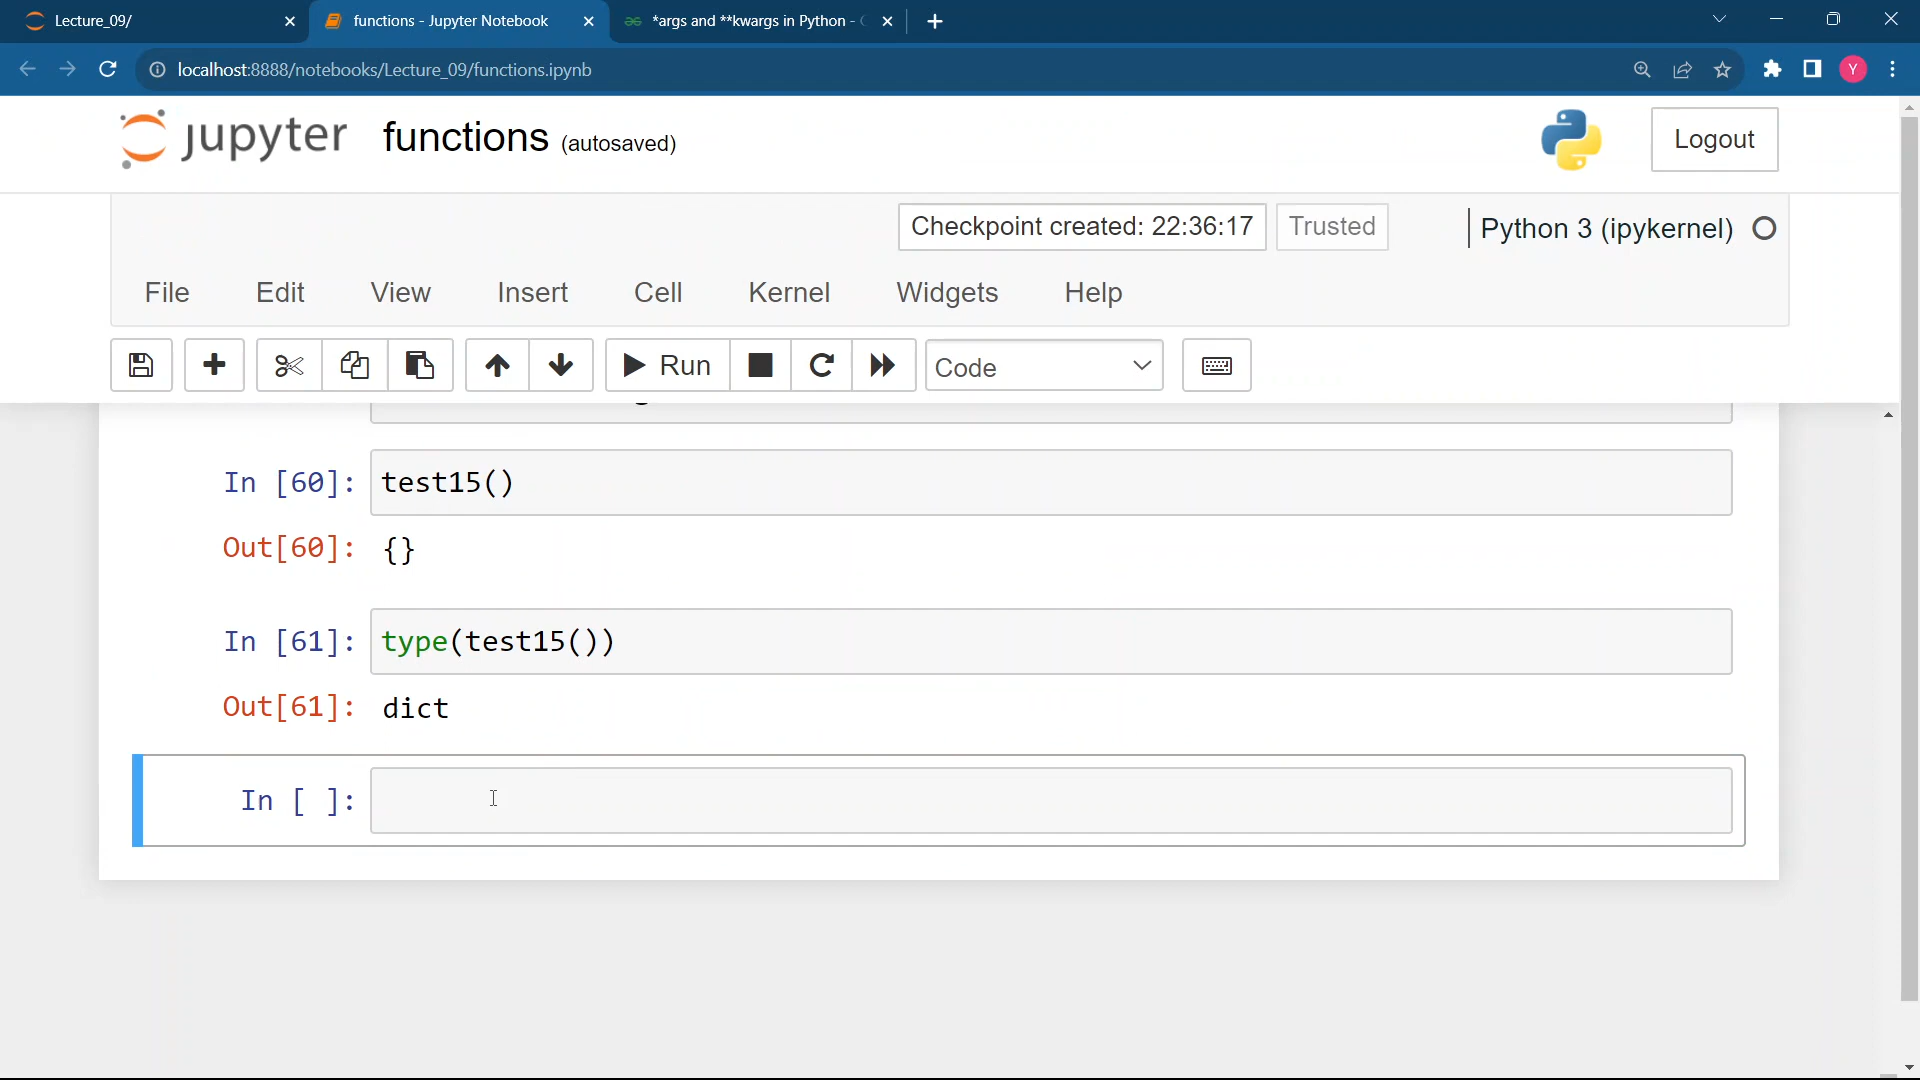 Lecture_09/
functions - Jupyter Notebook
*args and **kwargs in Python -
localhost:8888/notebooks/Lecture_09/functions.ipynb
Y
jupyter functions (autosaved)
Logout
Checkpoint created: 22:36:17
Trusted
Python 3 (ipykernel)
File Edit View Insert Cell Kernel Widgets Help
Run
Code
In [60]: test15()
Out[60]: {}
In [61]: type(test15())
Out[61]: dict
In [ ]: